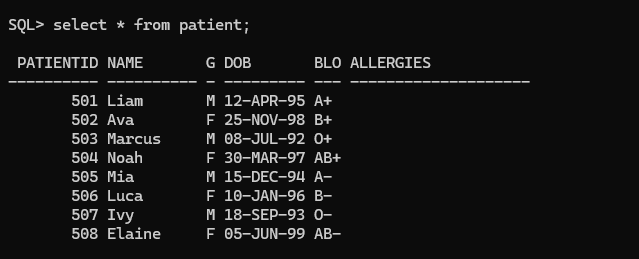 SQL> select * from patient;
PATIENTID NAME       G DOB       BLO ALLERGIES
---------- ---------- - --------- --- --------------------
501 Liam       M 12-APR-95 A+
502 Ava        F 25-NOV-98 B+
503 Marcus     M 08-JUL-92 O+
504 Noah       F 30-MAR-97 AB+
505 Mia        M 15-DEC-94 A-
506 Luca       F 10-JAN-96 B-
507 Ivy        M 18-SEP-93 O-
508 Elaine     F 05-JUN-99 AB-